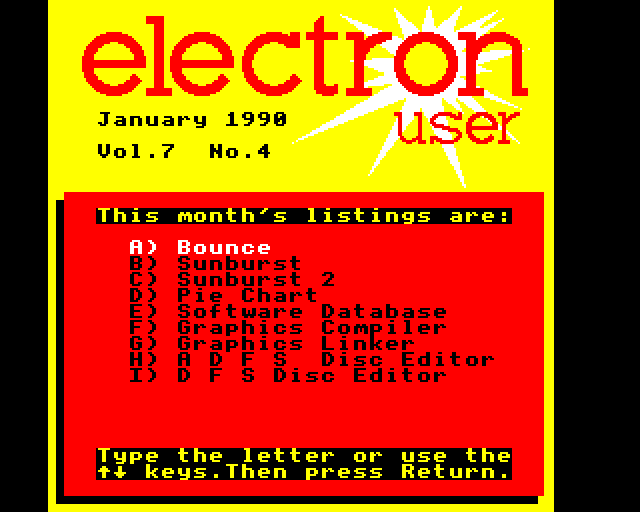 electron
user
January 1990
Vol.7 No.4
This month's listings are:
A) Bounce
B) Sunburst
C) Sunburst 2
D) Pie Chart
E) Software Database
F) Graphics Compiler
G) Graphics Linker
H) A D F S Disc Editor
I) D F S Disc Editor
Type the letter or use the
↑↓ keys.Then press Return.